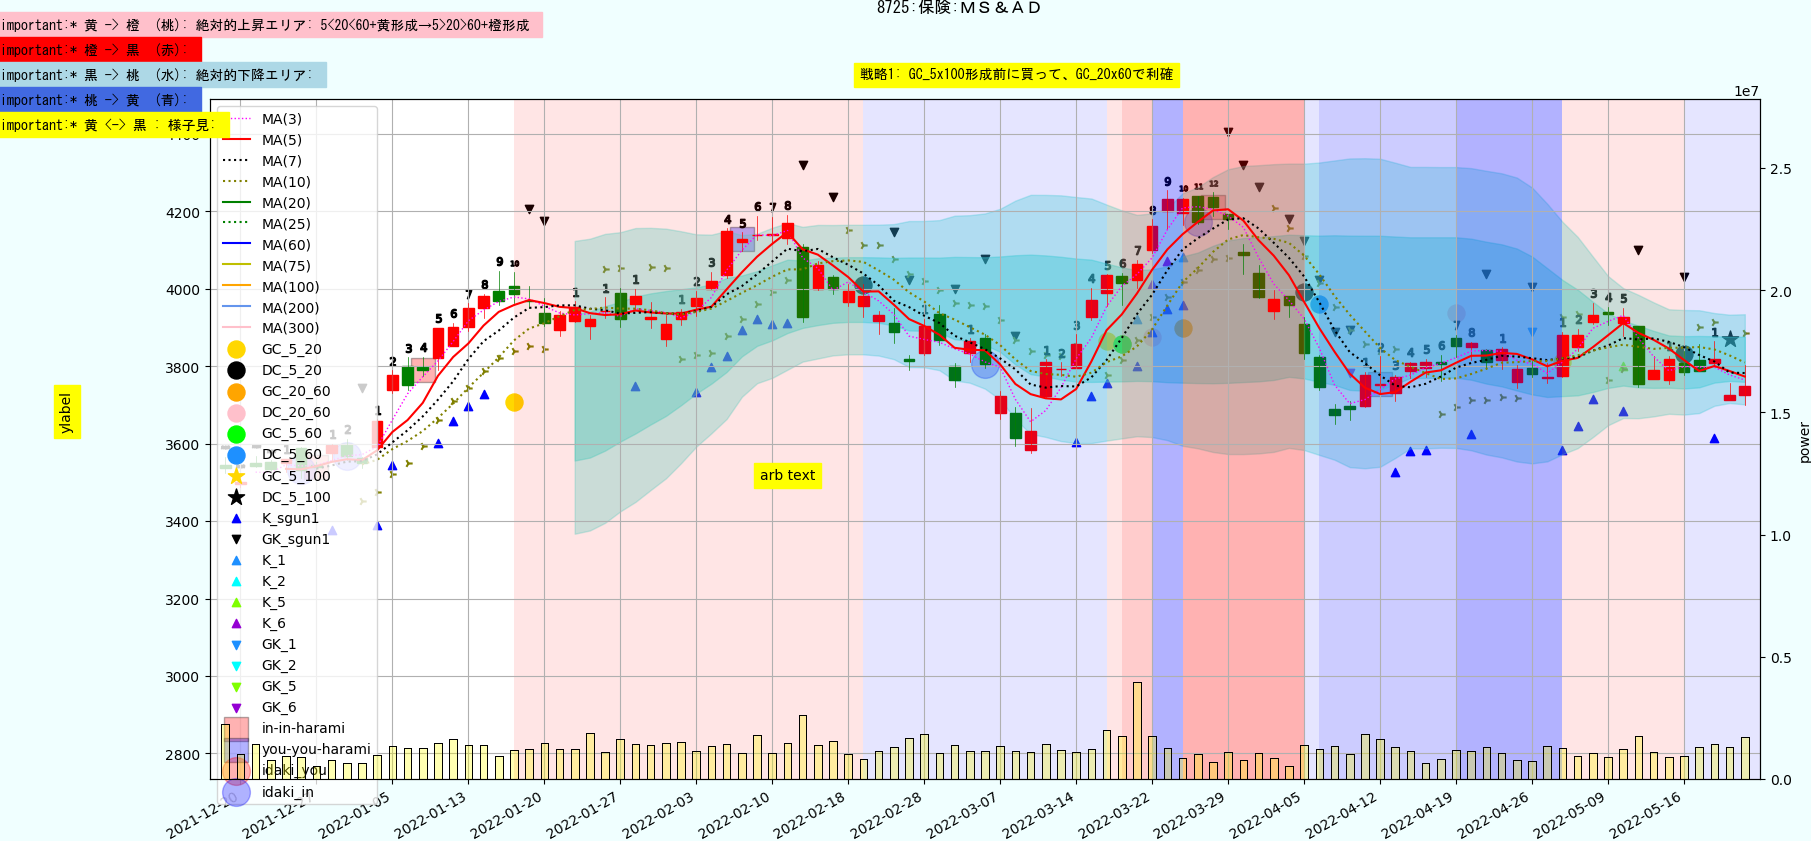 8725:保険:ＭＳ＆ＡＤ
important:* 黄 -> 橙 （桃）: 絶対的上昇エリア: 5<20<60+黄形成→5>20>60+橙形成
important:* 橙 -> 黒 （赤）:
important:* 黒 -> 桃 （水）: 絶対的下降エリア:
important:* 桃 -> 黄 （青）:
important:* 黄 <-> 黒 : 様子見:
戦略1: GC_5x100形成前に買って、GC_20x60で利確
1e7
MA(3)
MA(5)
MA(7)
MA(10)
MA(20)
MA(25)
MA(60)
MA(75)
MA(100)
MA(200)
MA(300)
GC_5_20
DC_5_20
GC_20_60
DC_20_60
GC_5_60
DC_5_60
GC_5_100
DC_5_100
K_sgun1
GK_sgun1
K_1
K_2
K_5
K_6
GK_1
GK_2
GK_5
GK_6
in-in-harami
you-you-harami
idaki_you
idaki_in
4400
4200
4000
3800
3600
3400
3200
3000
2800
ylabel
arb text
2.5
2.0
1.5
1.0
0.5
0.0
power
2021-12-20
2021-12-27
2022-01-05
2022-01-13
2022-01-20
2022-01-27
2022-02-03
2022-02-10
2022-02-18
2022-02-28
2022-03-07
2022-03-14
2022-03-22
2022-03-29
2022-04-05
2022-04-12
2022-04-19
2022-04-26
2022-05-09
2022-05-16